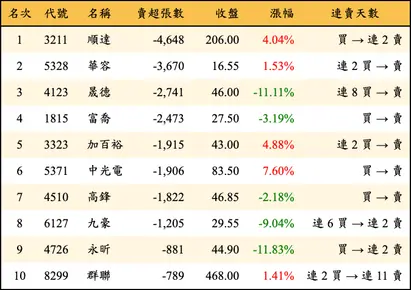 名次 代號 名稱 賣超張數 收盤 漲幅 連賣天數
1 3211 順達 -4,648 206.00 4.04% 買 → 連 2 賣
2 5328 華容 -3,670 16.55 1.53% 連 2 買 → 賣
3 4123 晟德 -2,741 46.00 -11.11% 連 8 買 → 賣
4 1815 富喬 -2,473 27.50 -3.19% 買 → 賣
5 3323 加百裕 -1,915 43.00 4.88% 連 2 買 → 賣
6 5371 中光電 -1,906 83.50 7.60% 買 → 賣
7 4510 高鋒 -1,822 46.85 -2.18% 買 → 賣
8 6127 九豪 -1,205 29.55 -9.04% 連 6 買 → 連 2 賣
9 4726 永昕 -881 44.90 -11.83% 買 → 連 2 賣
10 8299 群聯 -789 468.00 1.41% 連 2 買 → 連 11 賣